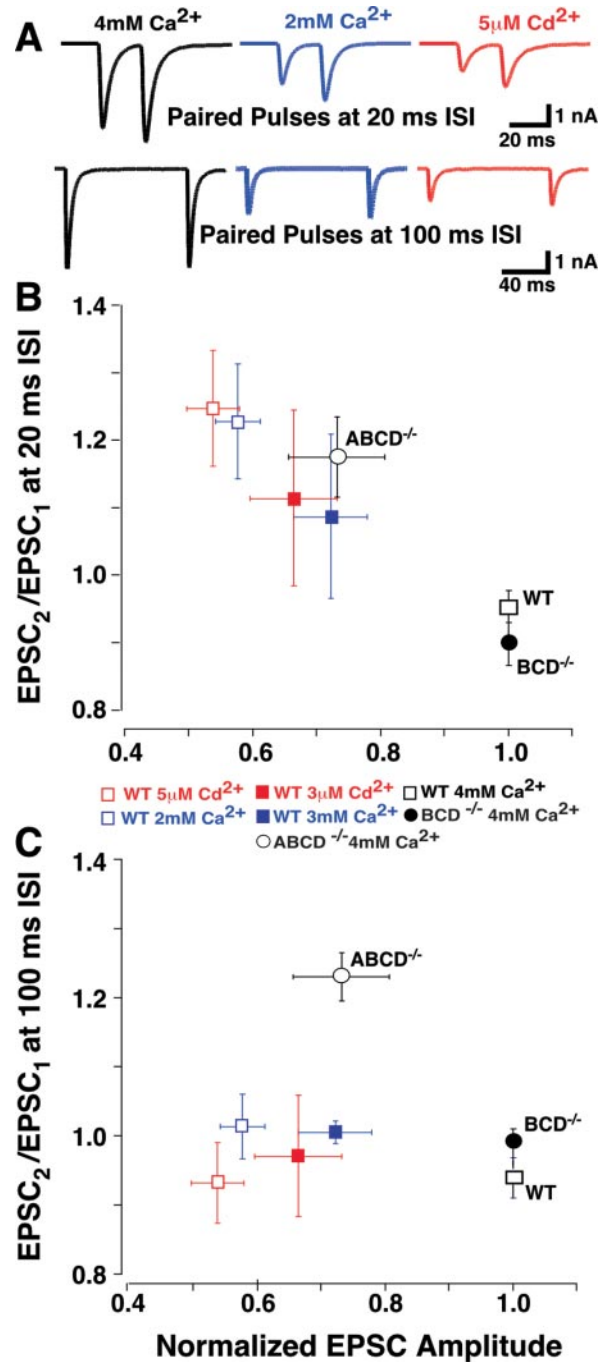 A
4mM Ca2+ 2mM Ca2+ 5μM Cd2+
Paired Pulses at 20 ms ISI
1 nA
20 ms
Paired Pulses at 100 ms ISI
1 nA
40 ms
B
EPSC2/EPSC1 at 20 ms ISI
1.4
1.2
1.0
0.8
ABCD-/-
WT
BCD-/-
0.4 0.6 0.8 1.0
WT 5μM Cd2+ WT 3μM Cd2+ WT 4mM Ca2+
WT 2mM Ca2+ WT 3mM Ca2+ BCD -/- 4mM Ca2+
ABCD -/- 4mM Ca2+
C
EPSC2/EPSC1 at 100 ms ISI
1.4
1.2
1.0
0.8
ABCD-/-
BCD-/-
WT
0.4 0.6 0.8 1.0
Normalized EPSC Amplitude